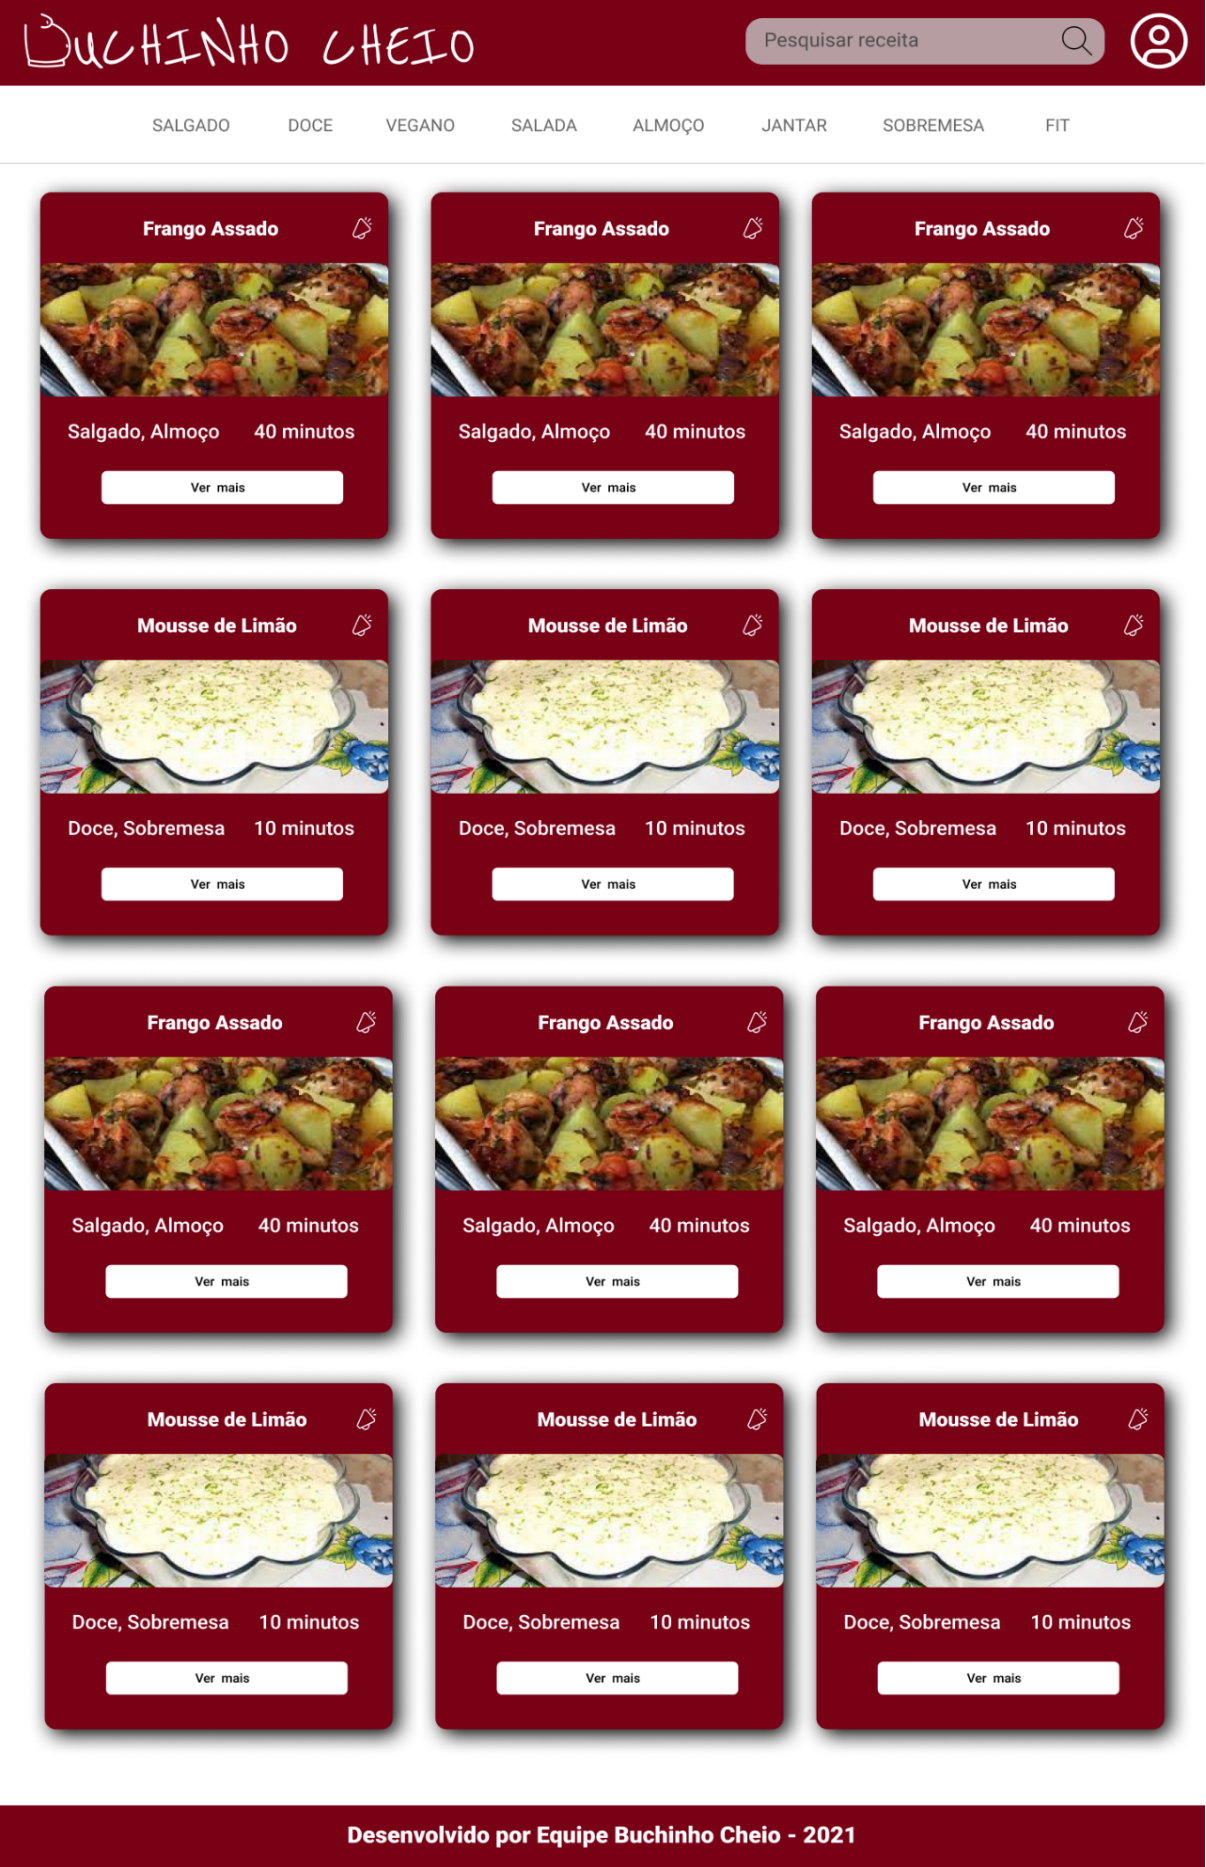 BUCHINHO CHEIO
Pesquisar receita
SALGADO DOCE VEGANO SALADA ALMOÇO JANTAR SOBREMESA FIT
Frango Assado Frango Assado Frango Assado
Salgado, Almoço 40 minutos Salgado, Almoço 40 minutos Salgado, Almoço 40 minutos
Ver mais Ver mais Ver mais
Mousse de Limão Mousse de Limão Mousse de Limão
Doce, Sobremesa 10 minutos Doce, Sobremesa 10 minutos Doce, Sobremesa 10 minutos
Ver mais Ver mais Ver mais
Frango Assado Frango Assado Frango Assado
Salgado, Almoço 40 minutos Salgado, Almoço 40 minutos Salgado, Almoço 40 minutos
Ver mais Ver mais Ver mais
Mousse de Limão Mousse de Limão Mousse de Limão
Doce, Sobremesa 10 minutos Doce, Sobremesa 10 minutos Doce, Sobremesa 10 minutos
Ver mais Ver mais Ver mais
Desenvolvido por Equipe Buchinho Cheio - 2021